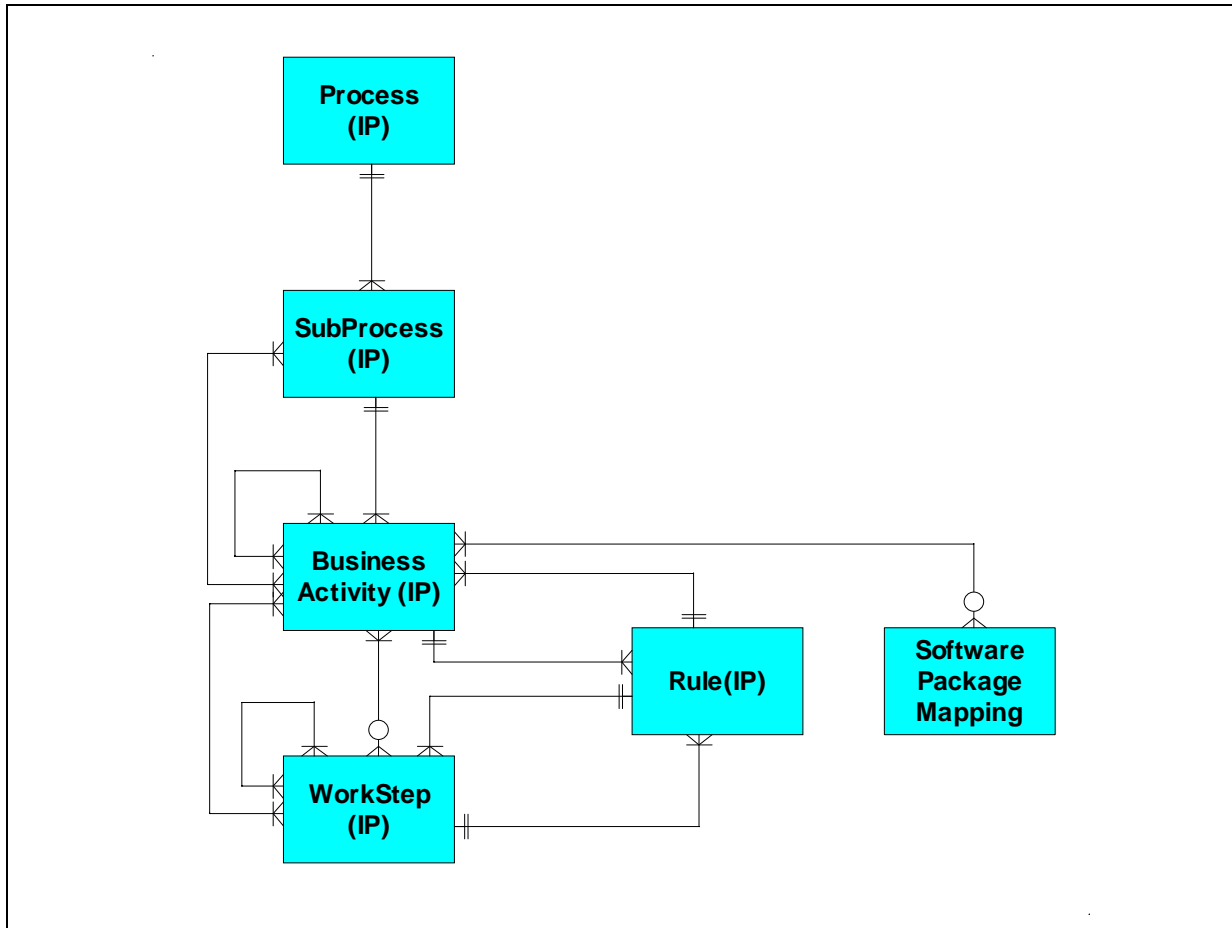 Process
(IP)
SubProcess
(IP)
Business
Activity (IP)
Rule(IP)
Software
Package
Mapping
WorkStep
(IP)